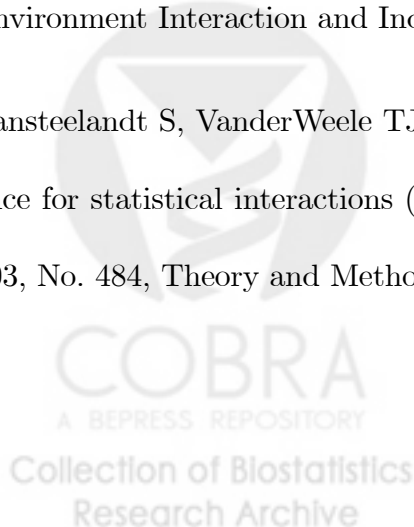 nvironment Interaction and Inc
ansteelandt S, VanderWeele TJ
ce for statistical interactions (
03, No. 484, Theory and Metho
COBRA
A BEPRESS REPOSITORY
Collection of Biostatistics
Research Archive